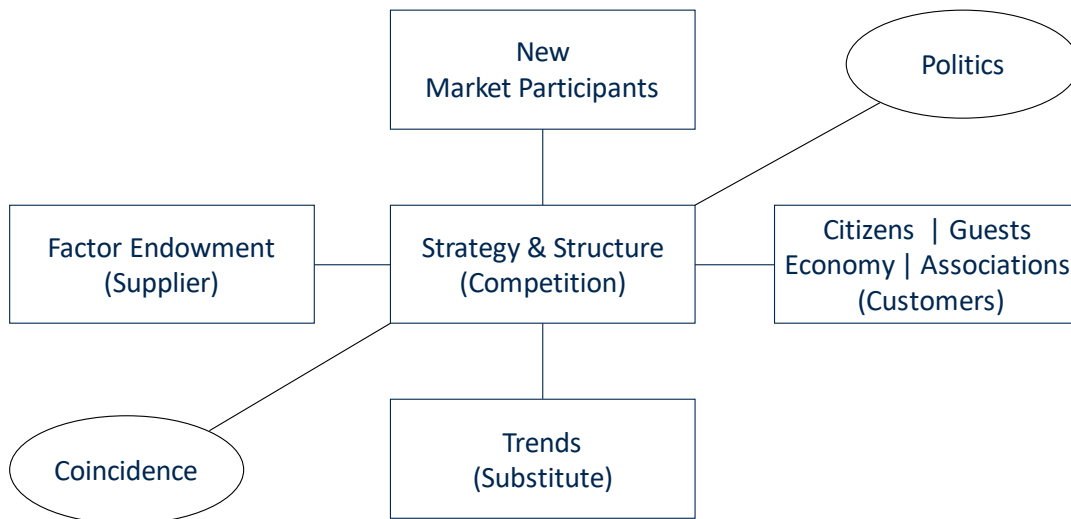 New
Market Participants
Politics
Factor Endowment
(Supplier)
Strategy & Structure
(Competition)
Citizens | Guests
Economy | Associations
(Customers)
Coincidence
Trends
(Substitute)